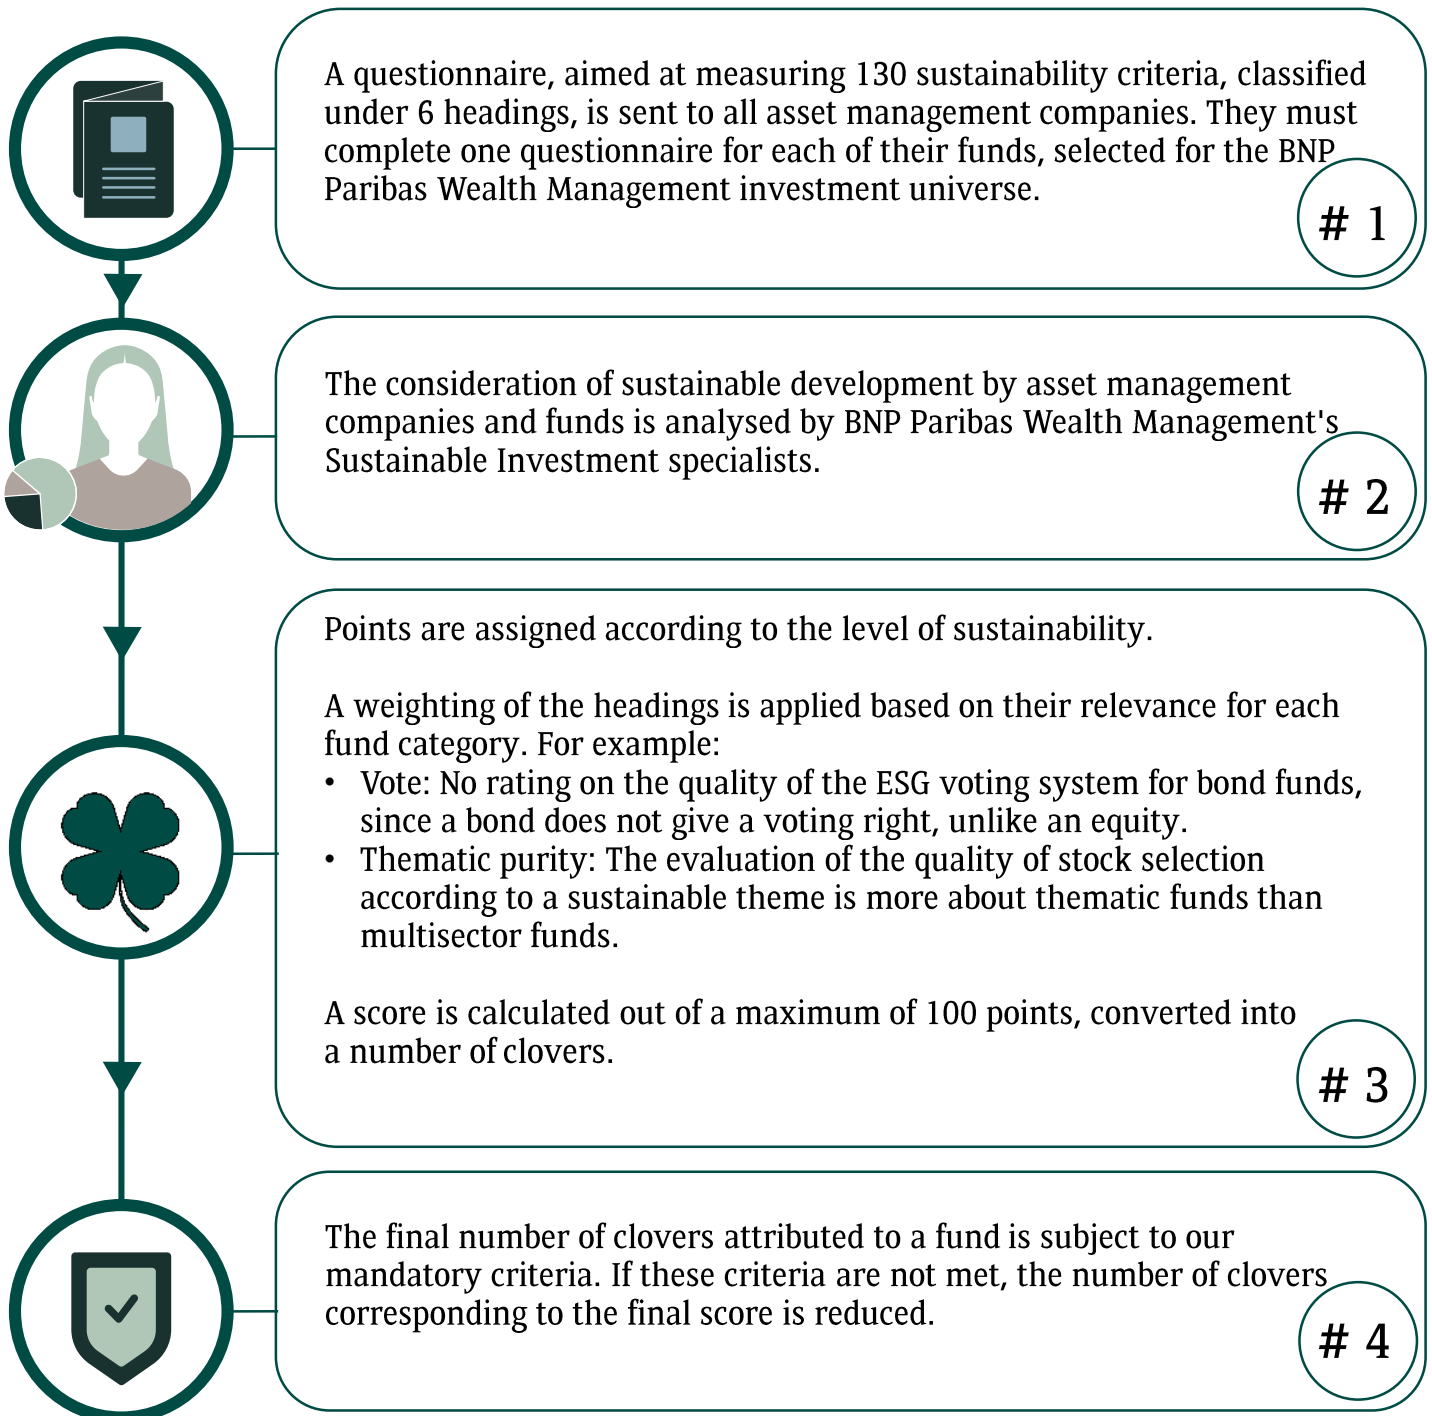 A questionnaire, aimed at measuring 130 sustainability criteria, classified
under 6 headings, is sent to all asset management companies. They must
complete one questionnaire for each of their funds, selected for the BNP
Paribas Wealth Management investment universe.
# 1
The consideration of sustainable development by asset management
companies and funds is analysed by BNP Paribas Wealth Management's
Sustainable Investment specialists.
# 2
Points are assigned according to the level of sustainability.
A weighting of the headings is applied based on their relevance for each
fund category. For example:
• Vote: No rating on the quality of the ESG voting system for bond funds,
since a bond does not give a voting right, unlike an equity.
• Thematic purity: The evaluation of the quality of stock selection
according to a sustainable theme is more about thematic funds than
multisector funds.
A score is calculated out of a maximum of 100 points, converted into
a number of clovers.
# 3
The final number of clovers attributed to a fund is subject to our
mandatory criteria. If these criteria are not met, the number of clovers
corresponding to the final score is reduced.
# 4